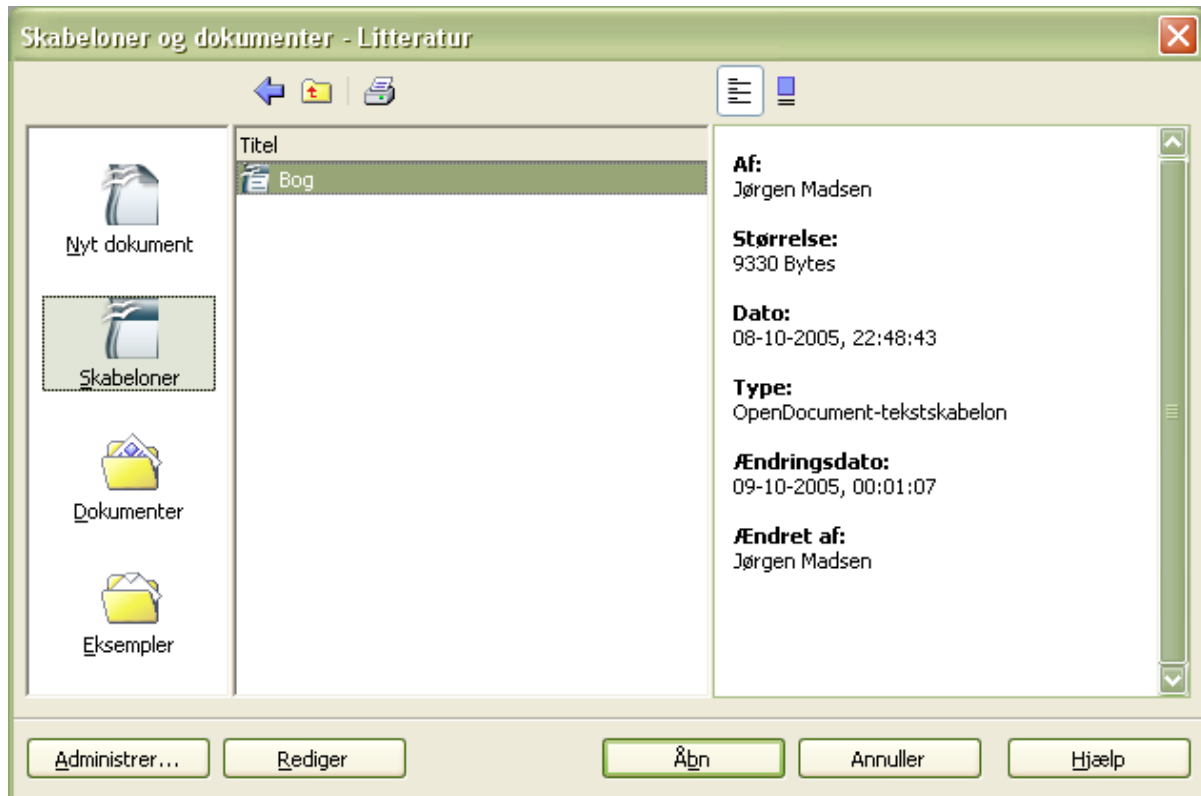 Skabeloner og dokumenter - Litteratur
Nyt dokument
Skabeloner
Dokumenter
Eksempler
Titel
Bog
Af:
Jørgen Madsen
Størrelse:
9330 Bytes
Dato:
08-10-2005, 22:48:43
Type:
OpenDocument-tekstskabelon
Ændringsdato:
09-10-2005, 00:01:07
Ændret af:
Jørgen Madsen
Administrer... Rediger Åbn Annuller Hjælp